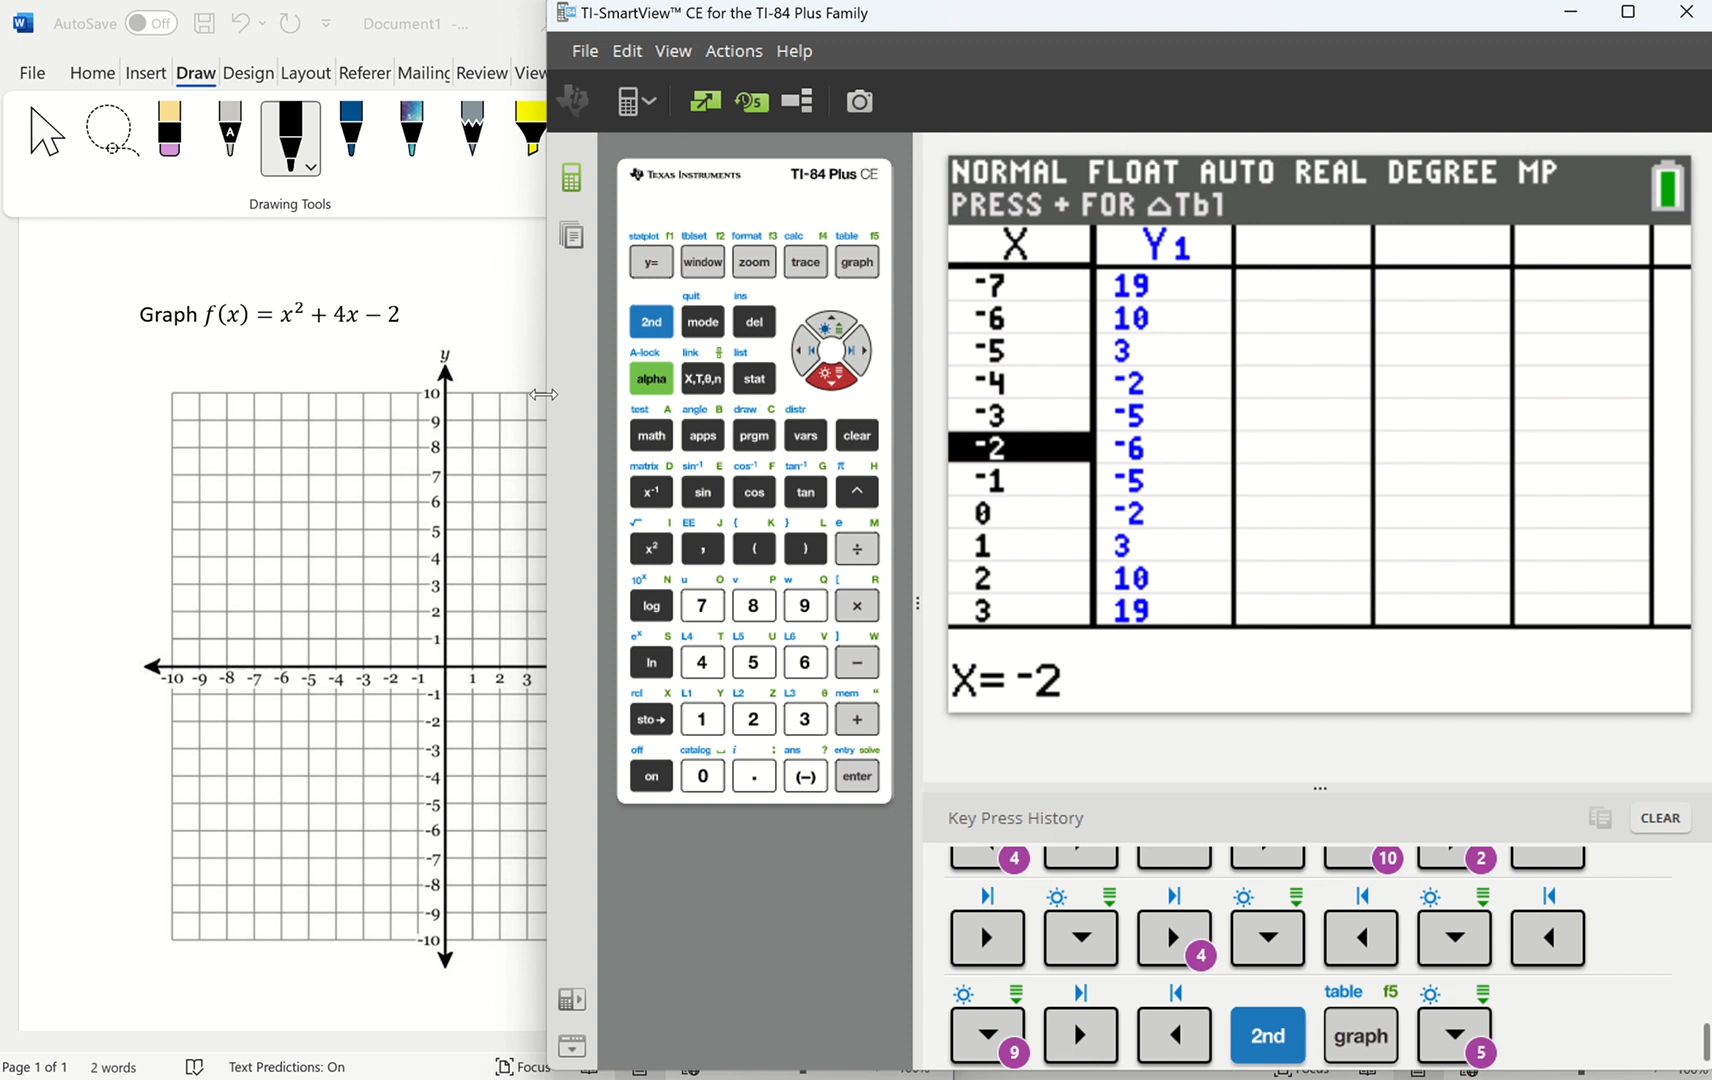 AutoSave Off Document1 -...
File Home Insert Draw Design Layout Referer Mailing Review View
A
Drawing Tools
Graph f(x) = x² + 4x − 2
y
10
9
8
7
6
5
4
3
2
1
-10 -9 -8 -7 -6 -5 -4 -3 -2 -1 1 2 3
-1
-2
-3
-4
-5
-6
-7
-8
-9
-10
Page 1 of 1 2 words Text Predictions: On Focus
TI-SmartView™ CE for the TI-84 Plus Family
File Edit View Actions Help
5
TEXAS INSTRUMENTS TI-84 Plus CE
statplot f1 tblset f2 format f3 calc f4 table f5
y= window zoom trace graph
quit ins
2nd mode del
A-lock link list
alpha X,T,θ,n stat
test A angle B draw C distr
math apps prgm vars clear
matrix D sin⁻¹ E cos⁻¹ F tan⁻¹ G π H
x⁻¹ sin cos tan ^
√ I EE J { K } L e M
x² , ( ) ÷
10ˣ N u O v P w Q [ R
log 7 8 9 ×
eˣ S L4 T L5 U L6 V ] W
ln 4 5 6 −
rcl X L1 Y L2 Z L3 θ mem "
sto→ 1 2 3 +
off catalog i : ans ? entry solve
on 0 . (−) enter
NORMAL FLOAT AUTO REAL DEGREE MP
PRESS + FOR △Tbl
X Y1
-7 19
-6 10
-5 3
-4 -2
-3 -5
-2 -6
-1 -5
0 -2
1 3
2 10
3 19
X= -2
Key Press History CLEAR
4 10 2
4
table f5
9 2nd graph 5